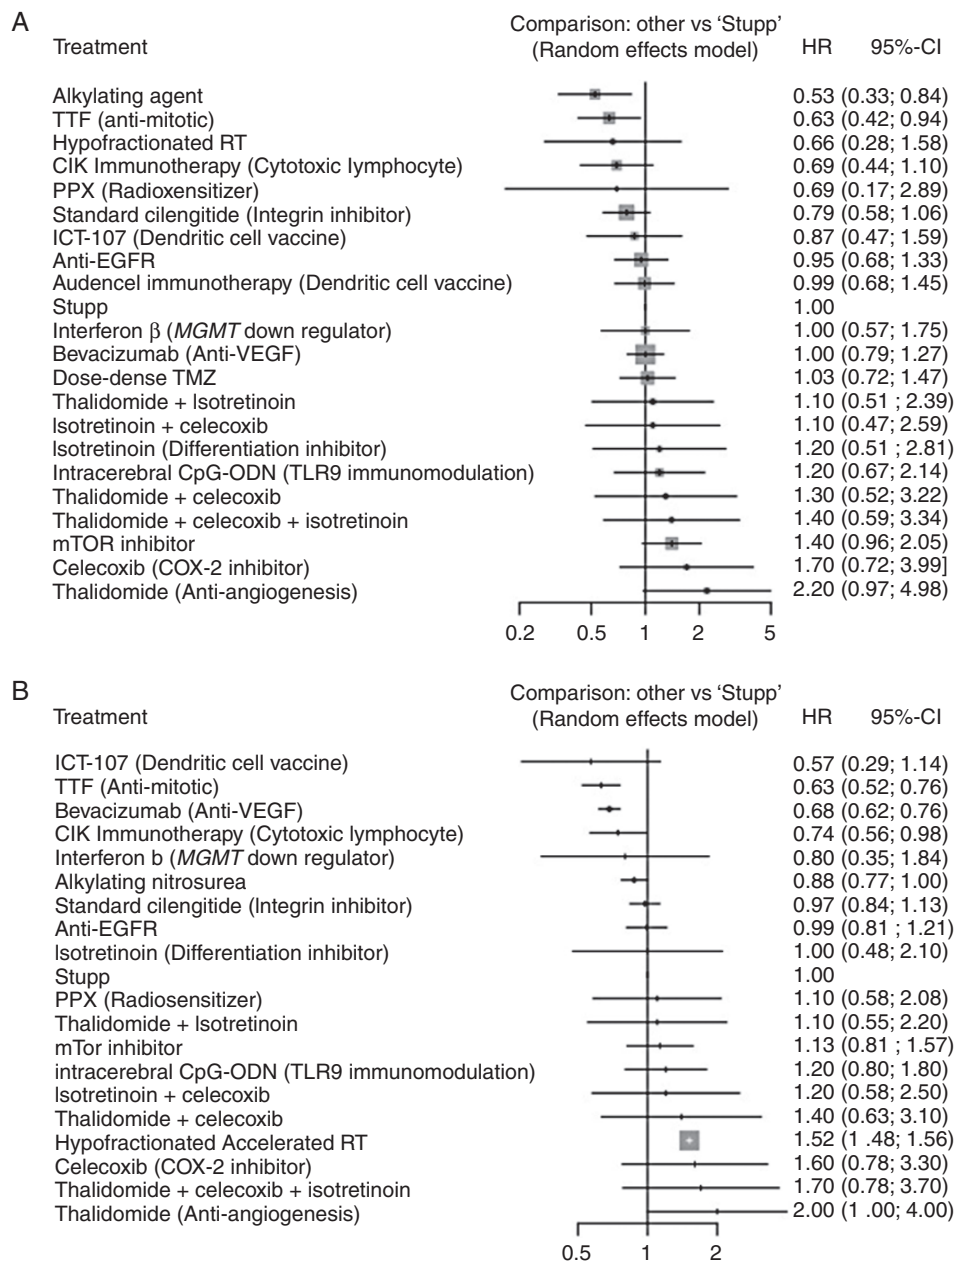 A
Comparison: other vs 'Stupp'
Treatment (Random effects model) HR 95%-CI
Alkylating agent 0.53 (0.33; 0.84)
TTF (anti-mitotic) 0.63 (0.42; 0.94)
Hypofractionated RT 0.66 (0.28; 1.58)
CIK Immunotherapy (Cytotoxic lymphocyte) 0.69 (0.44; 1.10)
PPX (Radioxensitizer) 0.69 (0.17; 2.89)
Standard cilengitide (Integrin inhibitor) 0.79 (0.58; 1.06)
ICT-107 (Dendritic cell vaccine) 0.87 (0.47; 1.59)
Anti-EGFR 0.95 (0.68; 1.33)
Audencel immunotherapy (Dendritic cell vaccine) 0.99 (0.68; 1.45)
Stupp 1.00
Interferon β (MGMT down regulator) 1.00 (0.57; 1.75)
Bevacizumab (Anti-VEGF) 1.00 (0.79; 1.27)
Dose-dense TMZ 1.03 (0.72; 1.47)
Thalidomide + Isotretinoin 1.10 (0.51 ; 2.39)
Isotretinoin + celecoxib 1.10 (0.47; 2.59)
Isotretinoin (Differentiation inhibitor) 1.20 (0.51 ; 2.81)
Intracerebral CpG-ODN (TLR9 immunomodulation) 1.20 (0.67; 2.14)
Thalidomide + celecoxib 1.30 (0.52; 3.22)
Thalidomide + celecoxib + isotretinoin 1.40 (0.59; 3.34)
mTOR inhibitor 1.40 (0.96; 2.05)
Celecoxib (COX-2 inhibitor) 1.70 (0.72; 3.99]
Thalidomide (Anti-angiogenesis) 2.20 (0.97; 4.98)
0.2 0.5 1 2 5
B
Comparison: other vs 'Stupp'
Treatment (Random effects model) HR 95%-CI
ICT-107 (Dendritic cell vaccine) 0.57 (0.29; 1.14)
TTF (Anti-mitotic) 0.63 (0.52; 0.76)
Bevacizumab (Anti-VEGF) 0.68 (0.62; 0.76)
CIK Immunotherapy (Cytotoxic lymphocyte) 0.74 (0.56; 0.98)
Interferon b (MGMT down regulator) 0.80 (0.35; 1.84)
Alkylating nitrosurea 0.88 (0.77; 1.00)
Standard cilengitide (Integrin inhibitor) 0.97 (0.84; 1.13)
Anti-EGFR 0.99 (0.81 ; 1.21)
Isotretinoin (Differentiation inhibitor) 1.00 (0.48; 2.10)
Stupp 1.00
PPX (Radiosensitizer) 1.10 (0.58; 2.08)
Thalidomide + Isotretinoin 1.10 (0.55; 2.20)
mTor inhibitor 1.13 (0.81 ; 1.57)
intracerebral CpG-ODN (TLR9 immunomodulation) 1.20 (0.80; 1.80)
Isotretinoin + celecoxib 1.20 (0.58; 2.50)
Thalidomide + celecoxib 1.40 (0.63; 3.10)
Hypofractionated Accelerated RT 1.52 (1 .48; 1.56)
Celecoxib (COX-2 inhibitor) 1.60 (0.78; 3.30)
Thalidomide + celecoxib + isotretinoin 1.70 (0.78; 3.70)
Thalidomide (Anti-angiogenesis) 2.00 (1 .00; 4.00)
0.5 1 2